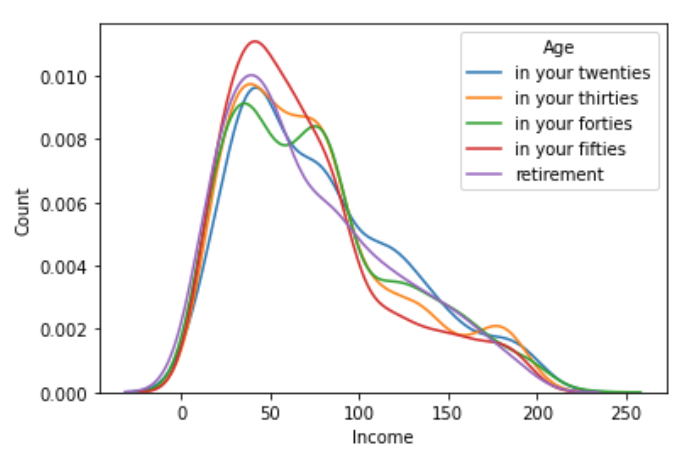 Age
in your twenties
in your thirties
in your forties
in your fifties
retirement
0.010
0.008
0.006
0.004
0.002
0.000
Count
0 50 100 150 200 250
Income